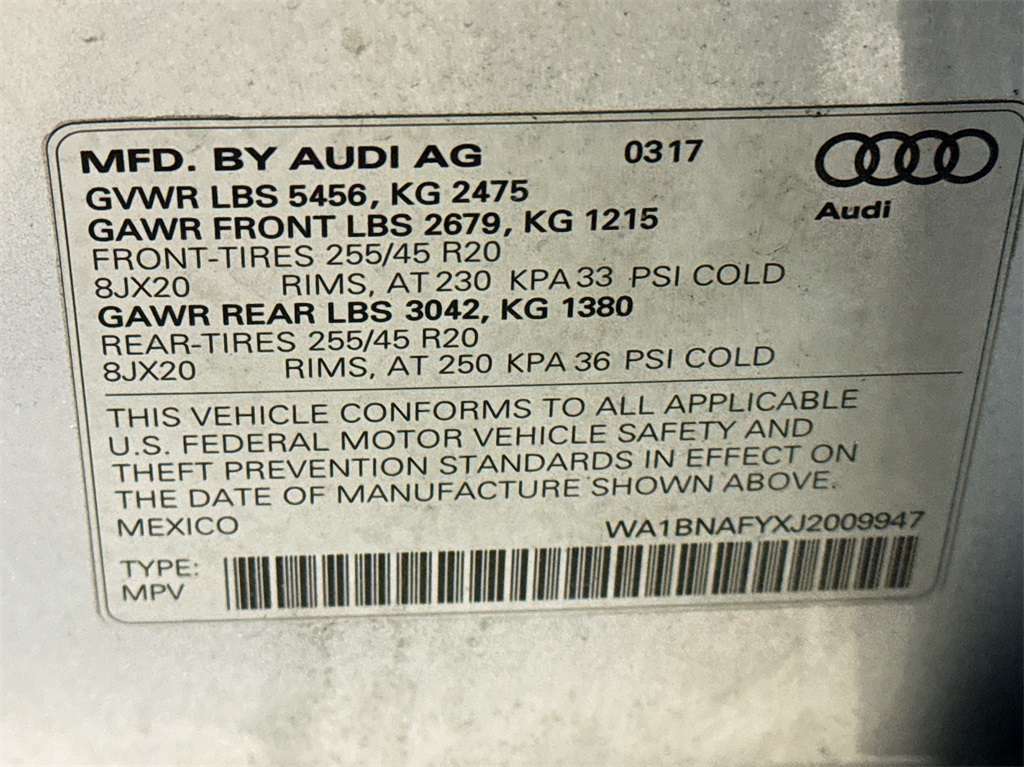 MFD. BY AUDI AG 0317
Audi
GVWR LBS 5456, KG 2475
GAWR FRONT LBS 2679, KG 1215
FRONT-TIRES 255/45 R20
8JX20 RIMS, AT 230 KPA 33 PSI COLD
GAWR REAR LBS 3042, KG 1380
REAR-TIRES 255/45 R20
8JX20 RIMS, AT 250 KPA 36 PSI COLD
THIS VEHICLE CONFORMS TO ALL APPLICABLE
U.S. FEDERAL MOTOR VEHICLE SAFETY AND
THEFT PREVENTION STANDARDS IN EFFECT ON
THE DATE OF MANUFACTURE SHOWN ABOVE.
MEXICO WA1BNAFYXJ2009947
TYPE:
MPV